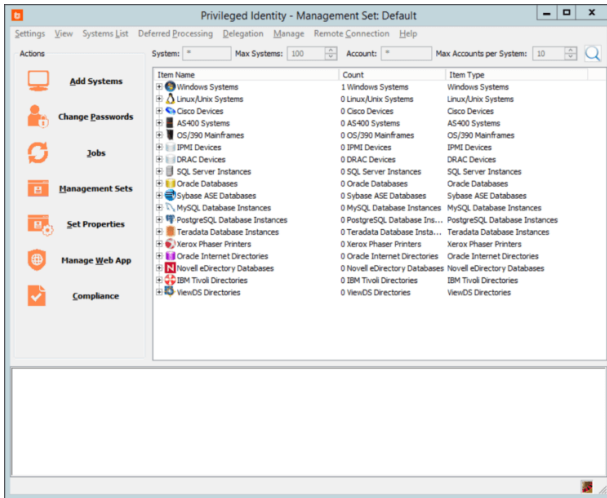 Privileged Identity - Management Set: Default
Settings View Systems List Deferred Processing Delegation Manage Remote Connection Help
Actions System: * Max Systems: 100 Account: * Max Accounts per System: 10
Item Name Count Item Type
Windows Systems 1 Windows Systems Windows Systems
Linux/Unix Systems 0 Linux/Unix Systems Linux/Unix Systems
Cisco Devices 0 Cisco Devices Cisco Devices
AS400 Systems 0 AS400 Systems AS400 Systems
OS/390 Mainframes 0 OS/390 Mainframes OS/390 Mainframes
IPMI Devices 0 IPMI Devices IPMI Devices
DRAC Devices 0 DRAC Devices DRAC Devices
SQL Server Instances 0 SQL Server Instances SQL Server Instances
Oracle Databases 0 Oracle Databases Oracle Databases
Sybase ASE Databases 0 Sybase ASE Databases Sybase ASE Databases
MySQL Database Instances 0 MySQL Database Instances MySQL Database Instances
PostgreSQL Database Instances 0 PostgreSQL Database Ins... PostgreSQL Database Instances
Teradata Database Instances 0 Teradata Database Insta... Teradata Database Instances
Xerox Phaser Printers 0 Xerox Phaser Printers Xerox Phaser Printers
Oracle Internet Directories 0 Oracle Internet Directories Oracle Internet Directories
Novell eDirectory Databases 0 Novell eDirectory Databases Novell eDirectory Databases
IBM Tivoli Directories 0 IBM Tivoli Directories IBM Tivoli Directories
ViewDS Directories 0 ViewDS Directories ViewDS Directories
Add Systems
Change Passwords
Jobs
Management Sets
Set Properties
Manage Web App
Compliance